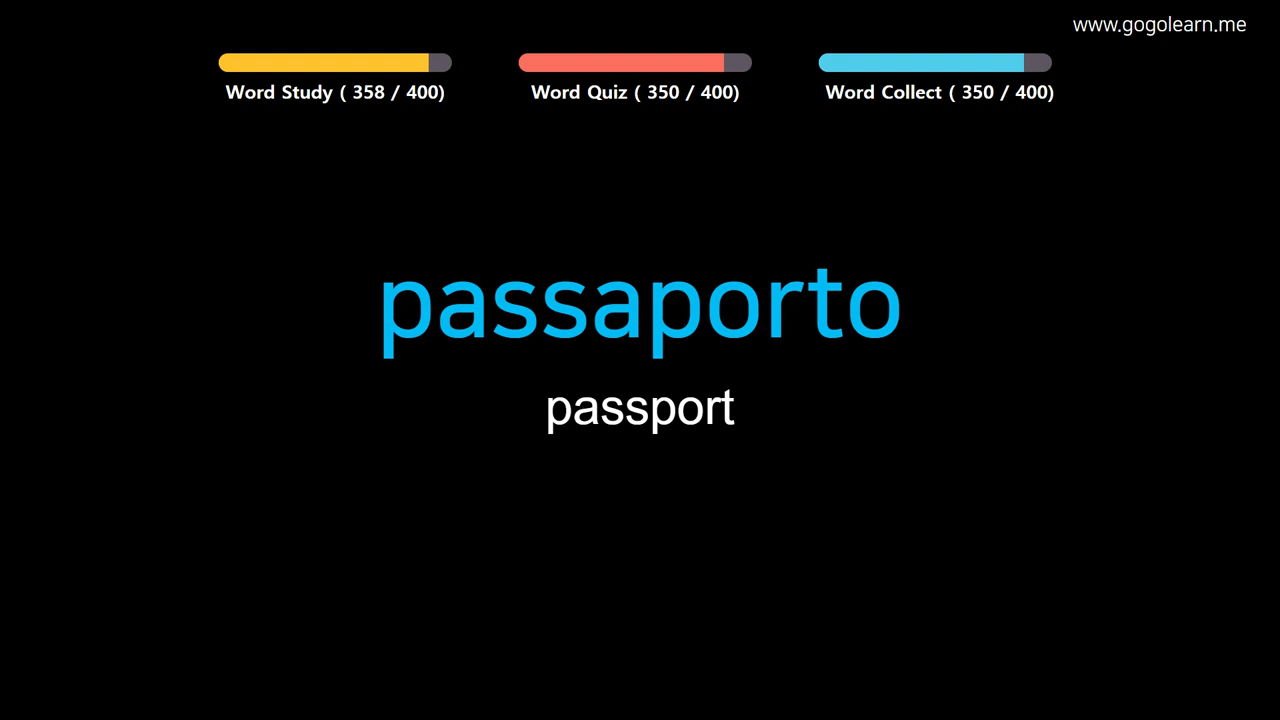 www.gogolearn.me
Word Study ( 358 / 400)
Word Quiz ( 350 / 400)
Word Collect ( 350 / 400)
passaporto
passport